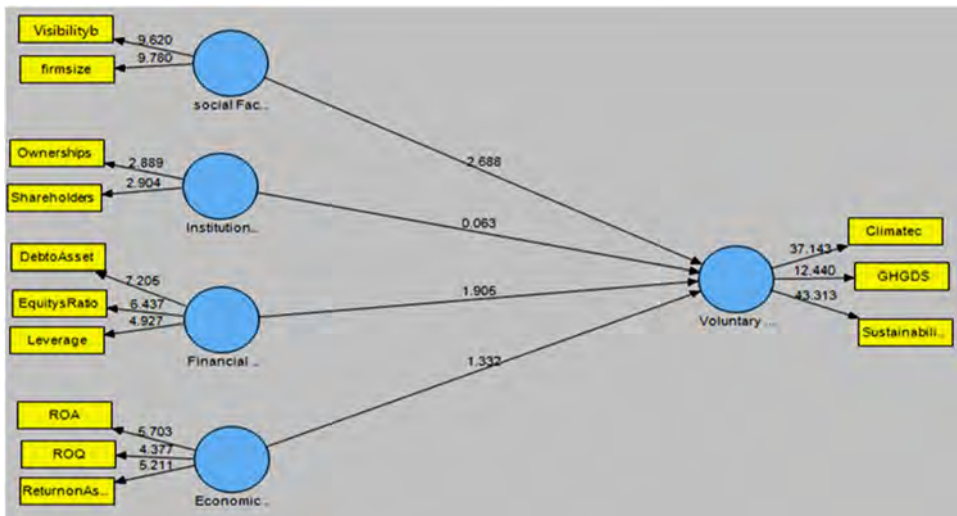 Visibilityb
9.620
9.780
firmsize
social Fac..
Ownerships
2.889
2.904
Shareholders
2.688
Institution..
0.063
DebtoAsset
7.205
EquitysRatio
6.437
4.927
Leverage
Financial ..
1.905
Climatec
37.143
12.440
GHGDS
43.313
Voluntary ...
Sustainabili..
1.332
ROA
5.703
ROQ
4.377
5.211
ReturnonAs..
Economic..